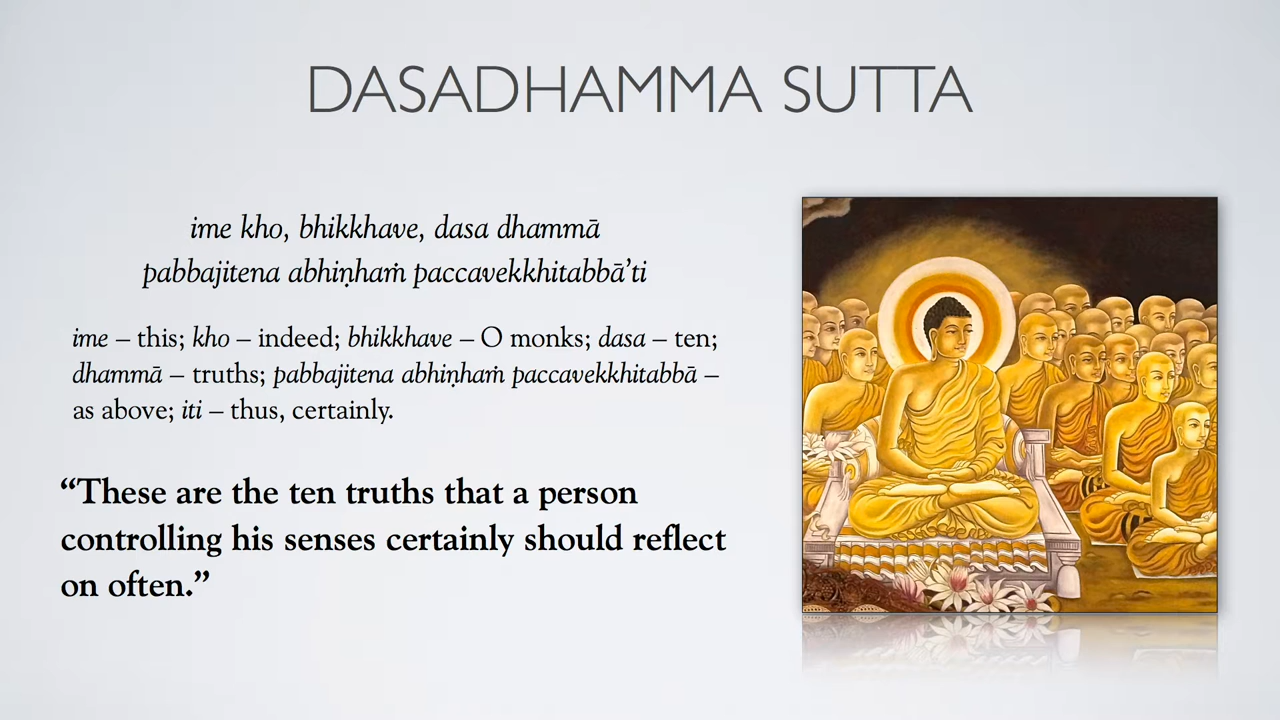 DASADHAMMA SUTTA
ime kho, bhikkhave, dasa dhammā
pabbajitena abhiṇhaṁ paccavekkhitabbā’ti
ime – this; kho – indeed; bhikkhave – O monks; dasa – ten;
dhammā – truths; pabbajitena abhiṇhaṁ paccavekkhitabbā –
as above; iti – thus, certainly.
“These are the ten truths that a person
controlling his senses certainly should reflect
on often.”